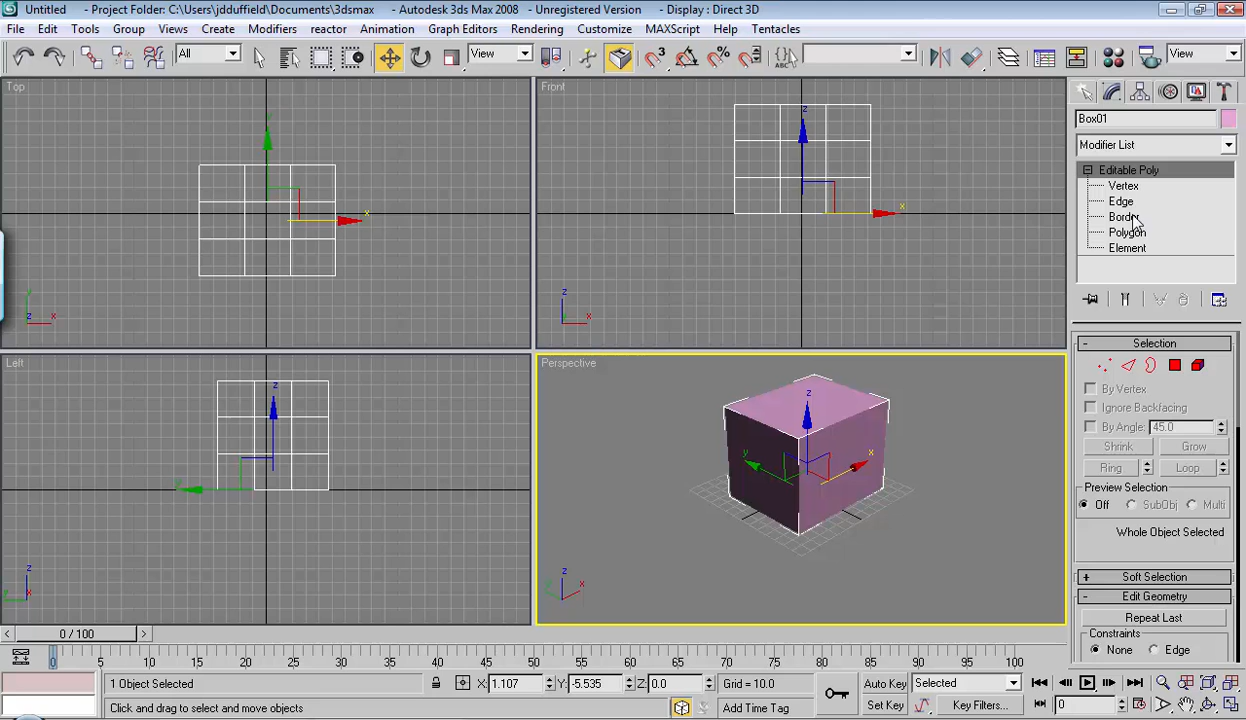 Untitled - Project Folder: C:\Users\jdduffield\Documents\3dsmax - Autodesk 3ds Max 2008 - Unregistered Version - Display : Direct 3D
File Edit Tools Group Views Create Modifiers reactor Animation Graph Editors Rendering Customize MAXScript Help Tentacles
All View View
Top
Front
y
x
z
x
z
x
z
x
Box01
Modifier List
Editable Poly
Vertex
Edge
Border
Polygon
Element
Left
Perspective
z
y
z
y
z
y
x
z
x
Selection
By Vertex
Ignore Backfacing
By Angle: 45.0
Shrink Grow
Ring Loop
Preview Selection
Off SubObj Multi
Whole Object Selected
Soft Selection
Edit Geometry
Repeat Last
Constraints
None Edge
0 / 100
0 5 10 15 20 25 30 35 40 45 50 55 60 65 70 75 80 85 90 95 100
1 Object Selected X: 1.107 Y: -5.535 Z: 0.0 Grid = 10.0 Auto Key Selected
Click and drag to select and move objects Add Time Tag Set Key Key Filters... 0